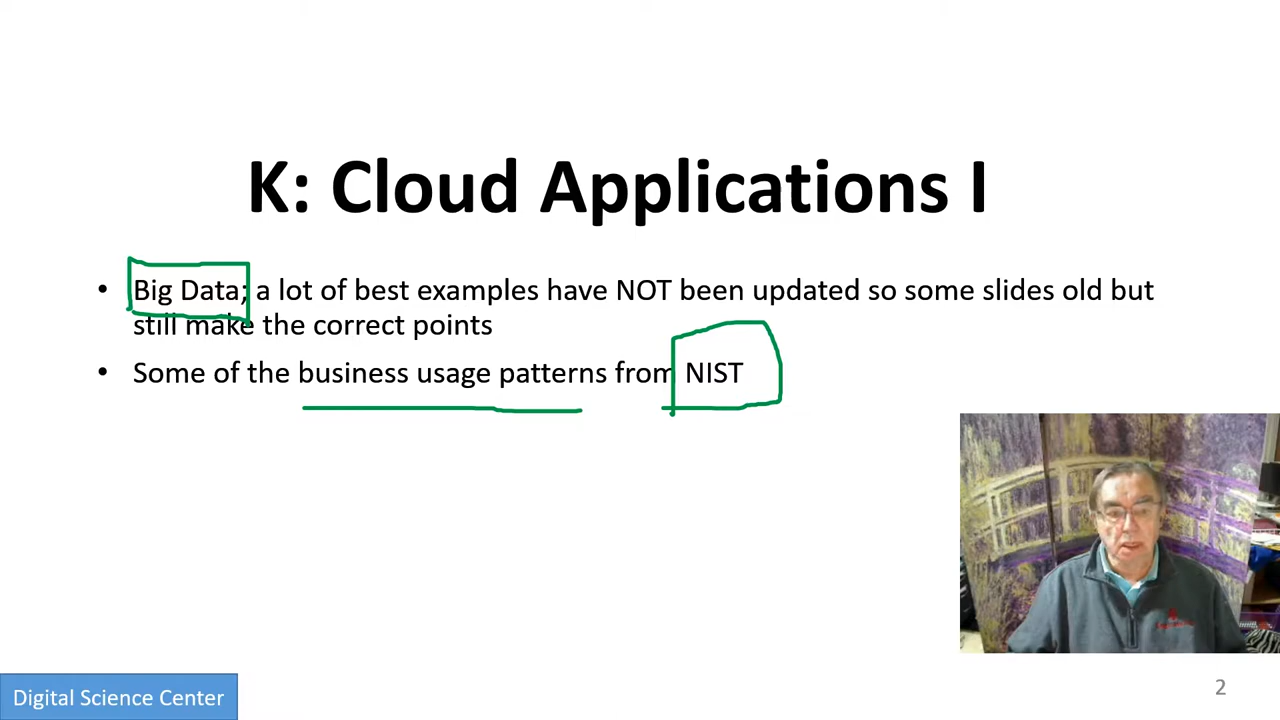 K: Cloud Applications I
• Big Data; a lot of best examples have NOT been updated so some slides old but
still make the correct points
• Some of the business usage patterns from NIST
Digital Science Center
2